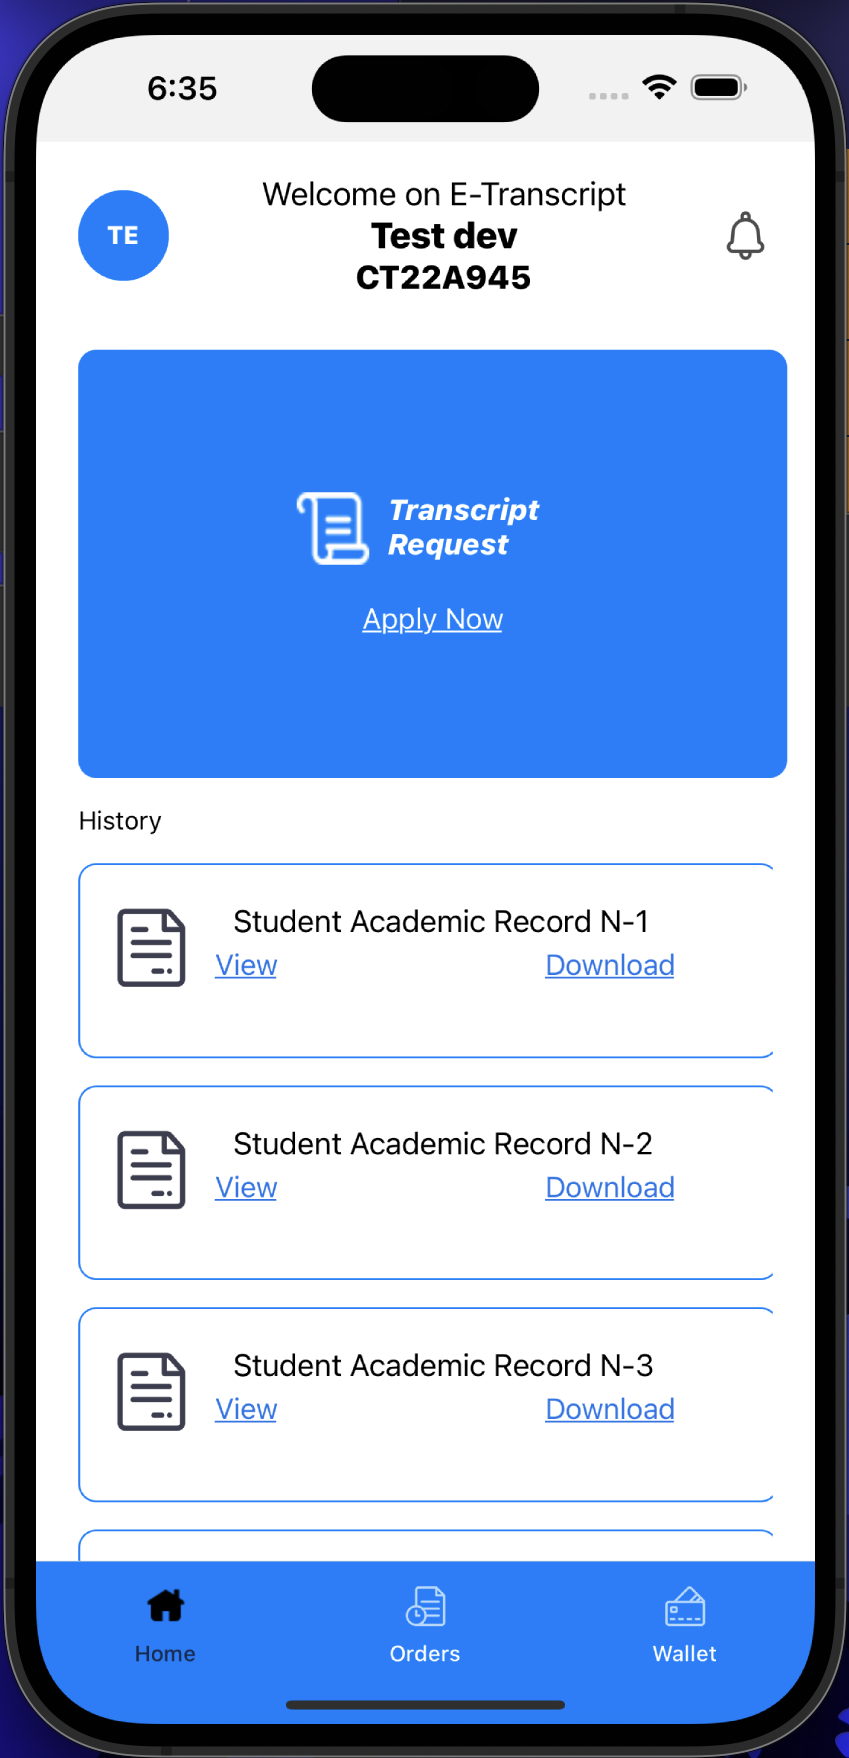 6:35
Welcome on E-Transcript
TE
Test dev
CT22A945
Transcript
Request
Apply Now
History
Student Academic Record N-1
View Download
Student Academic Record N-2
View Download
Student Academic Record N-3
View Download
Home Orders Wallet